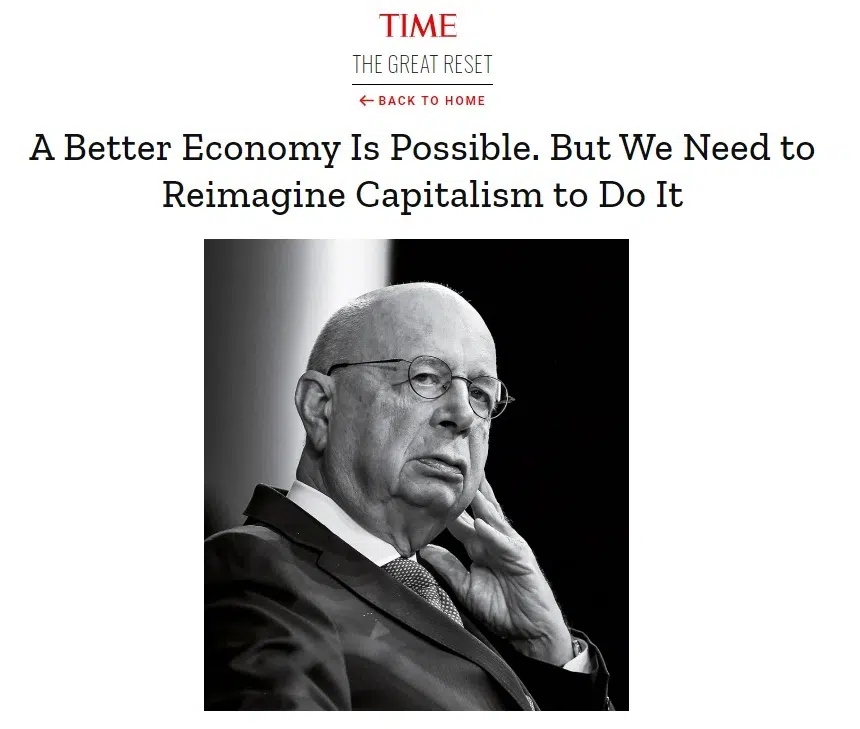 TIME
THE GREAT RESET
← BACK TO HOME
A Better Economy Is Possible. But We Need to
Reimagine Capitalism to Do It